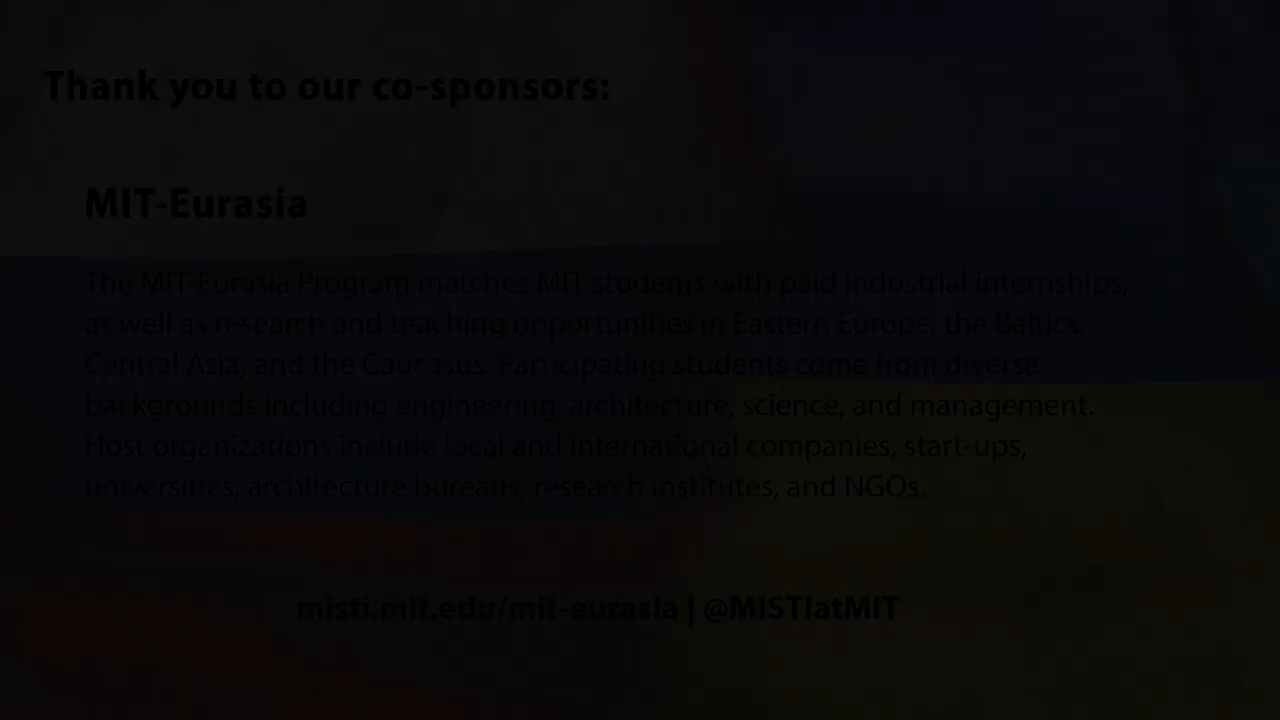 Thank you to our co-sponsors:
MIT-Eurasia
The MIT-Eurasia Program matches MIT students with paid industrial internships,
as well as research and teaching opportunities in Eastern Europe, the Baltics,
Central Asia, and the Caucasus. Participating students come from diverse
backgrounds including engineering, architecture, science, and management.
Host organizations include local and international companies, start-ups,
universities, architecture bureaus, research institutes, and NGOs.
misti.mit.edu/mit-eurasia | @MISTIatMIT